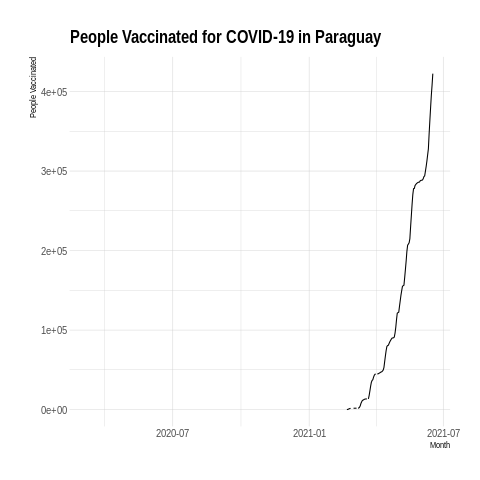 People Vaccinated for COVID-19 in Paraguay
People Vaccinated
4e+05
3e+05
2e+05
1e+05
0e+00
2020-07
2021-01
2021-07
Month